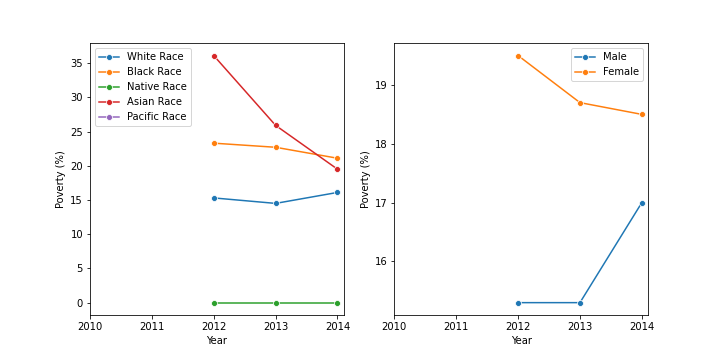 35
30
25
20
15
10
5
0
Poverty (%)
2010 2011 2012 2013 2014
Year
White Race
Black Race
Native Race
Asian Race
Pacific Race
19
18
17
16
Poverty (%)
2010 2011 2012 2013 2014
Year
Male
Female